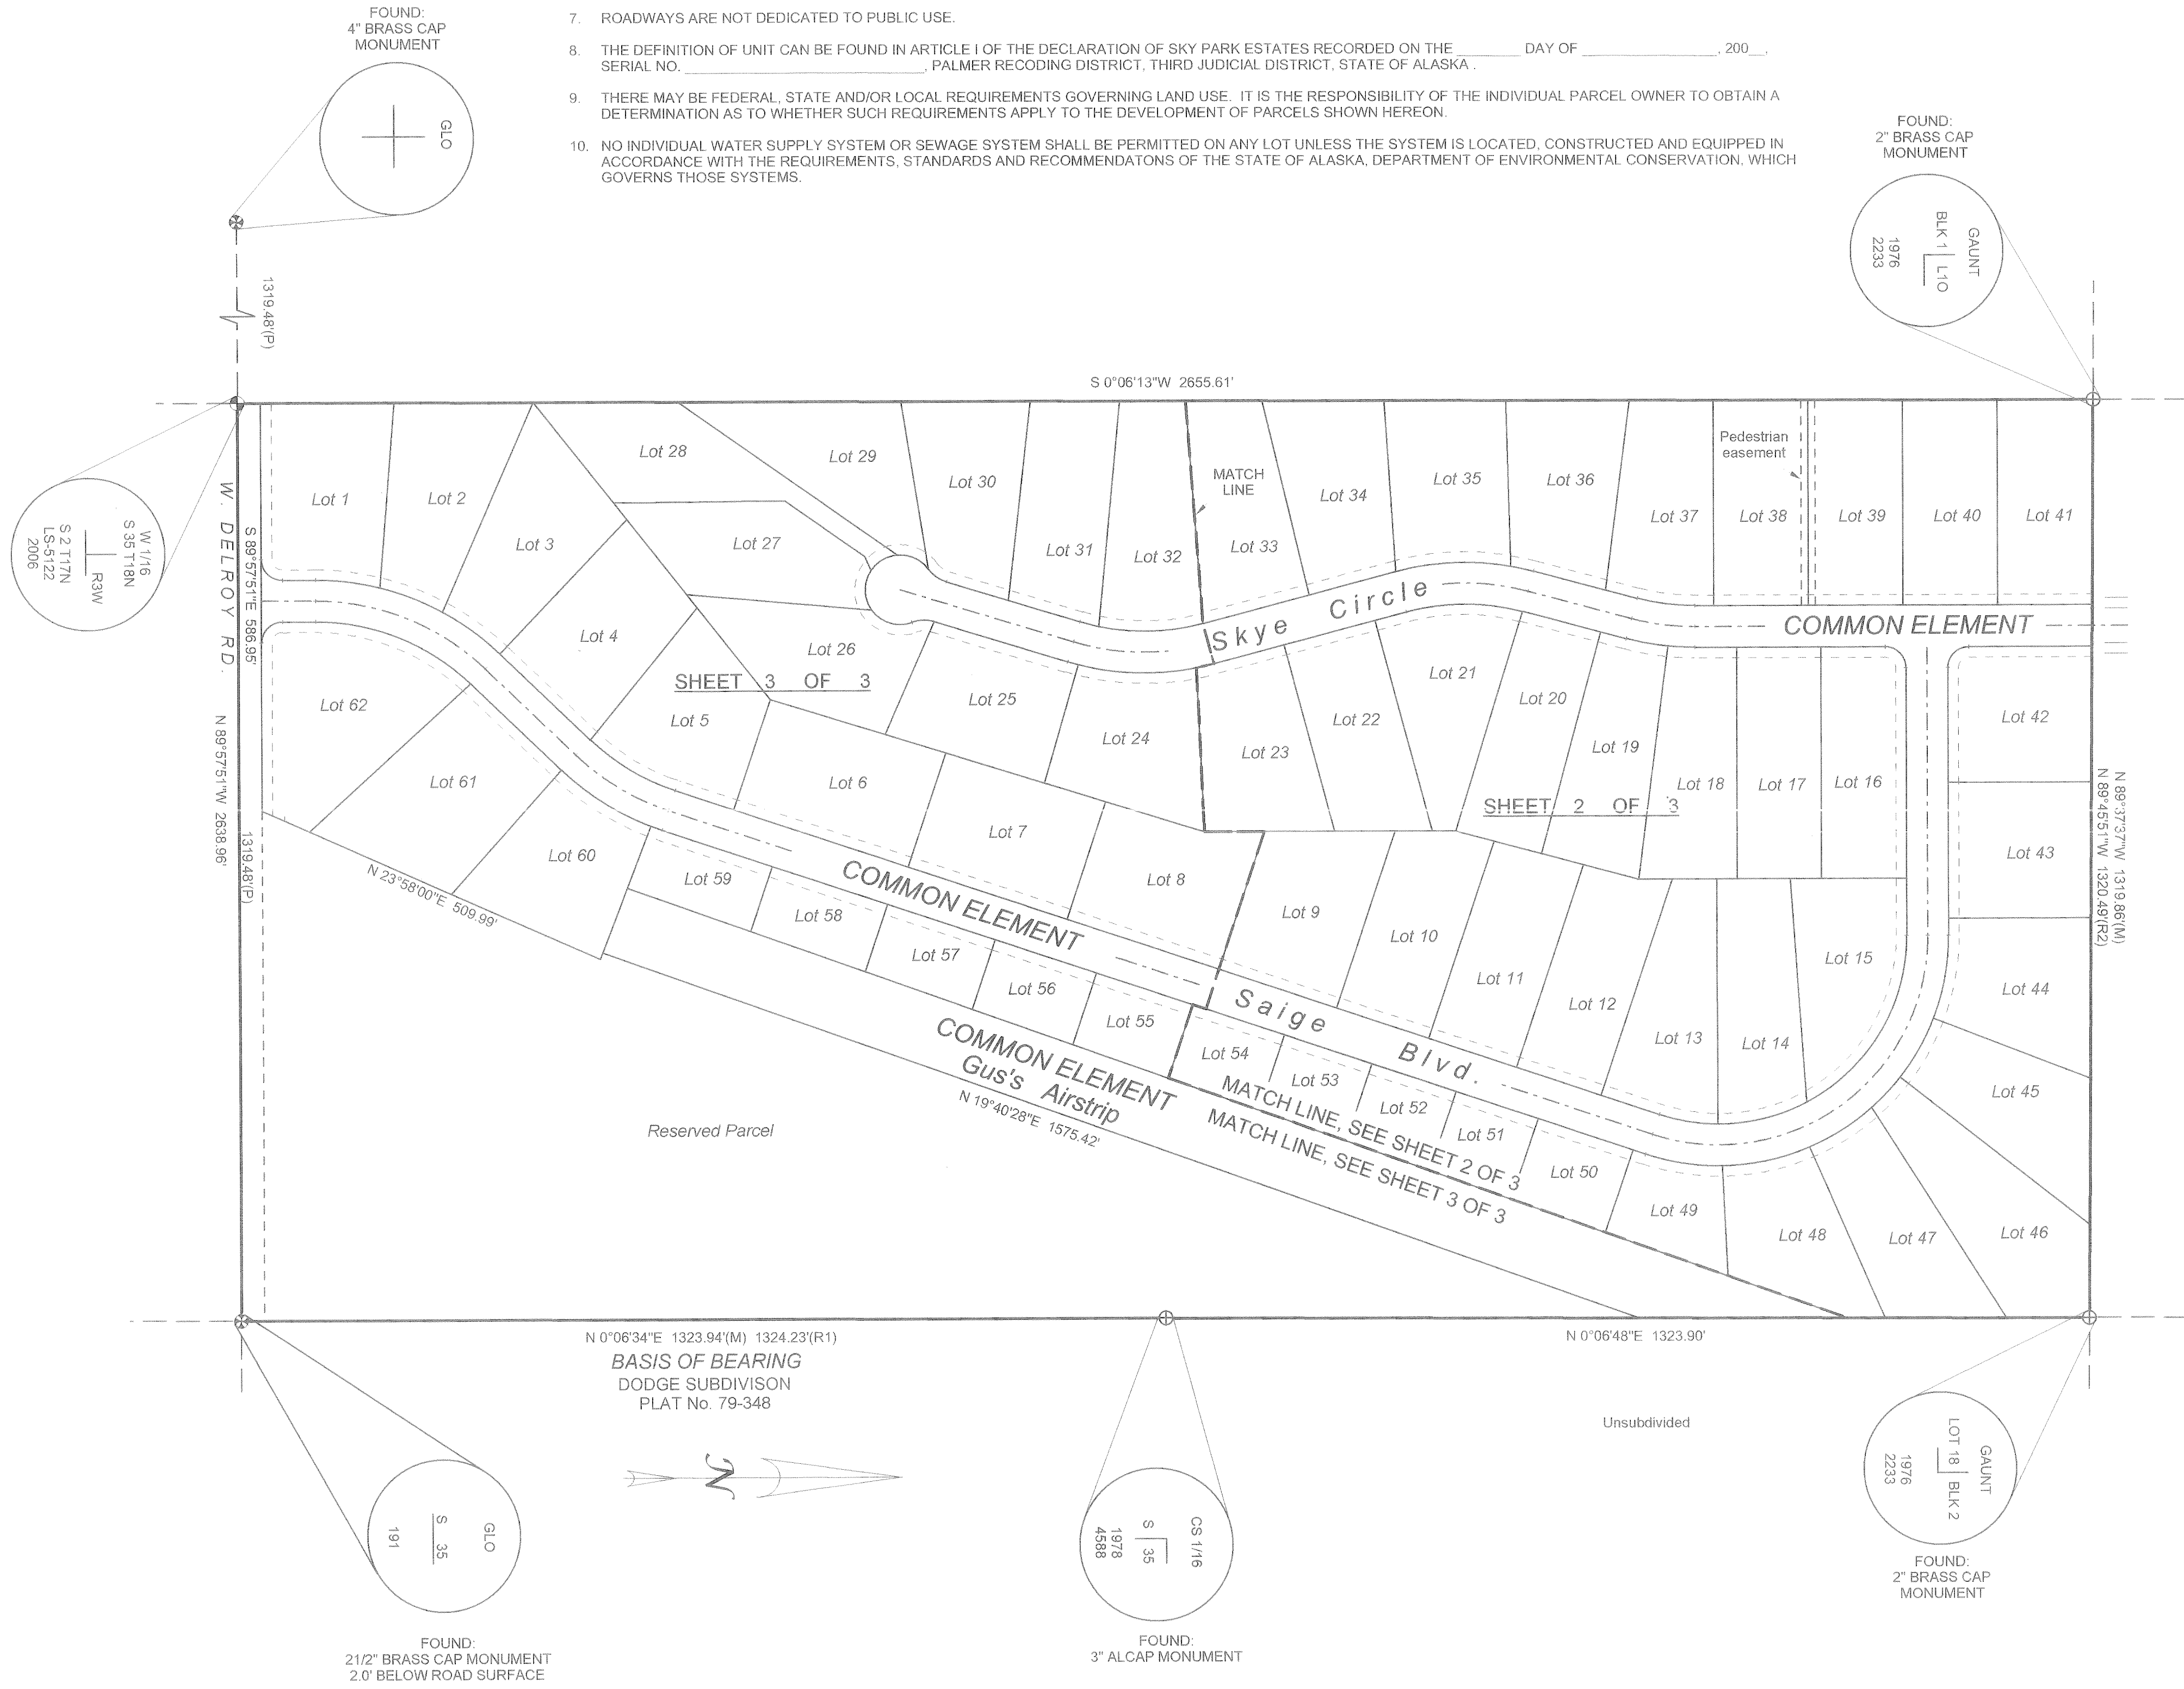 FOUND:
4" BRASS CAP
MONUMENT
GLO
7. ROADWAYS ARE NOT DEDICATED TO PUBLIC USE.
8. THE DEFINITION OF UNIT CAN BE FOUND IN ARTICLE I OF THE DECLARATION OF SKY PARK ESTATES RECORDED ON THE ______ DAY OF ______________, 200__,
SERIAL NO. ________________________, PALMER RECODING DISTRICT, THIRD JUDICIAL DISTRICT, STATE OF ALASKA .
9. THERE MAY BE FEDERAL, STATE AND/OR LOCAL REQUIREMENTS GOVERNING LAND USE. IT IS THE RESPONSIBILITY OF THE INDIVIDUAL PARCEL OWNER TO OBTAIN A
DETERMINATION AS TO WHETHER SUCH REQUIREMENTS APPLY TO THE DEVELOPMENT OF PARCELS SHOWN HEREON.
10. NO INDIVIDUAL WATER SUPPLY SYSTEM OR SEWAGE SYSTEM SHALL BE PERMITTED ON ANY LOT UNLESS THE SYSTEM IS LOCATED, CONSTRUCTED AND EQUIPPED IN
ACCORDANCE WITH THE REQUIREMENTS, STANDARDS AND RECOMMENDATONS OF THE STATE OF ALASKA, DEPARTMENT OF ENVIRONMENTAL CONSERVATION, WHICH
GOVERNS THOSE SYSTEMS.
FOUND:
2" BRASS CAP
MONUMENT
GAUNT
BLK 1 L1O
1976
2233
1319.48'(P)
S 0°06'13"W 2655.61'
W 1/16
S 35 T18N
R3W
S 2 T17N
LS-5122
2006
W. DELROY RD.
S 89°57'51"E 586.95'
N 89°57'51"W 2638.96'
1319.48'(P)
Lot 1
Lot 2
Lot 3
Lot 4
Lot 5
Lot 6
Lot 7
Lot 8
Lot 9
Lot 10
Lot 11
Lot 12
Lot 13
Lot 14
Lot 15
Lot 16
Lot 17
Lot 18
Lot 19
Lot 20
Lot 21
Lot 22
Lot 23
Lot 24
Lot 25
Lot 26
Lot 27
Lot 28
Lot 29
Lot 30
Lot 31
Lot 32
MATCH
LINE
Lot 33
Lot 34
Lot 35
Lot 36
Lot 37
Pedestrian
easement
Lot 38
Lot 39
Lot 40
Lot 41
Skye Circle
COMMON ELEMENT
SHEET 3 OF 3
SHEET 2 OF 3
Lot 42
Lot 43
Lot 44
Lot 45
Lot 46
Lot 47
Lot 48
Lot 49
Lot 50
Lot 51
Lot 52
Lot 53
Lot 54
Lot 55
Lot 56
Lot 57
Lot 58
Lot 59
Lot 60
Lot 61
Lot 62
N 89°37'37"W 1319.86'(M)
N 89°45'51"W 1320.49'(R2)
COMMON ELEMENT
Saige Blvd.
N 23°58'00"E 509.99'
COMMON ELEMENT
Gus's Airstrip
N 19°40'28"E 1575.42'
MATCH LINE, SEE SHEET 2 OF 3
MATCH LINE, SEE SHEET 3 OF 3
Reserved Parcel
N 0°06'34"E 1323.94'(M) 1324.23'(R1)
BASIS OF BEARING
DODGE SUBDIVISON
PLAT No. 79-348
N 0°06'48"E 1323.90'
Unsubdivided
N
GLO
S 35
191
FOUND:
21/2" BRASS CAP MONUMENT
2.0' BELOW ROAD SURFACE
CS 1/16
S 35
1978
4588
FOUND:
3" ALCAP MONUMENT
GAUNT
LOT 18 BLK 2
1976
2233
FOUND:
2" BRASS CAP
MONUMENT